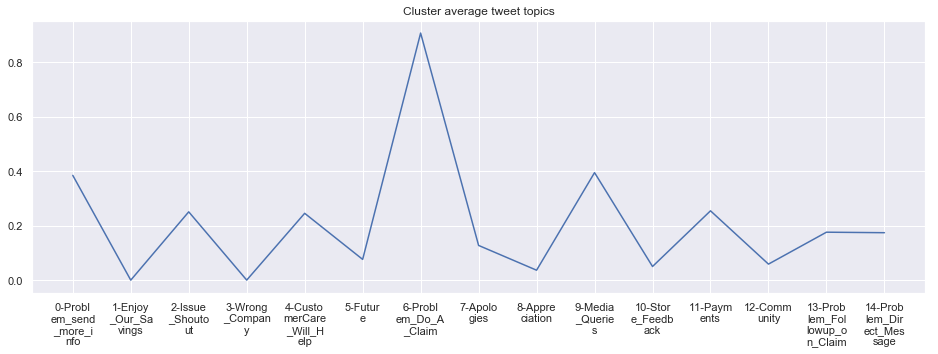 Cluster average tweet topics
0.8
0.6
0.4
0.2
0.0
0-Probl
em_send
_more_i
nfo
1-Enjoy
_Our_Sa
vings
2-Issue
_Shouto
ut
3-Wrong
_Compan
y
4-Custo
merCare
_Will_H
elp
5-Futur
e
6-Probl
em_Do_A
_Claim
7-Apolo
gies
8-Appre
ciation
9-Media
_Querie
s
10-Stor
e_Feedb
ack
11-Paym
ents
12-Comm
unity
13-Prob
lem_Fol
lowup_o
n_Claim
14-Prob
lem_Dir
ect_Mes
sage